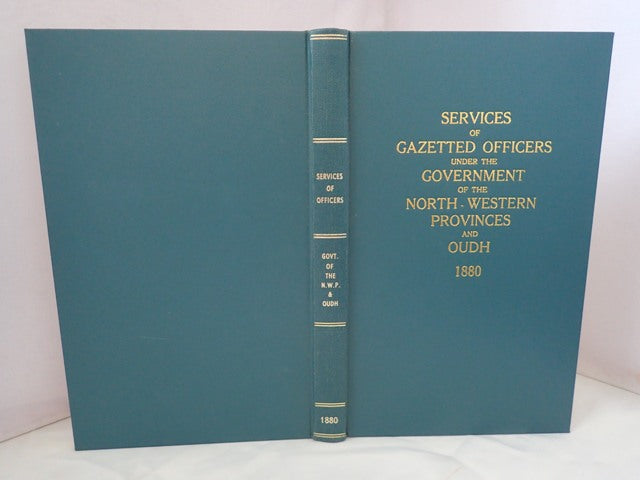 SERVICES
OF
OFFICERS
GOVT.
OF
THE
N.W.P.
&
OUDH
1880
SERVICES
OF
GAZETTED OFFICERS
UNDER THE
GOVERNMENT
OF THE
NORTH-WESTERN
PROVINCES
AND
OUDH
1880